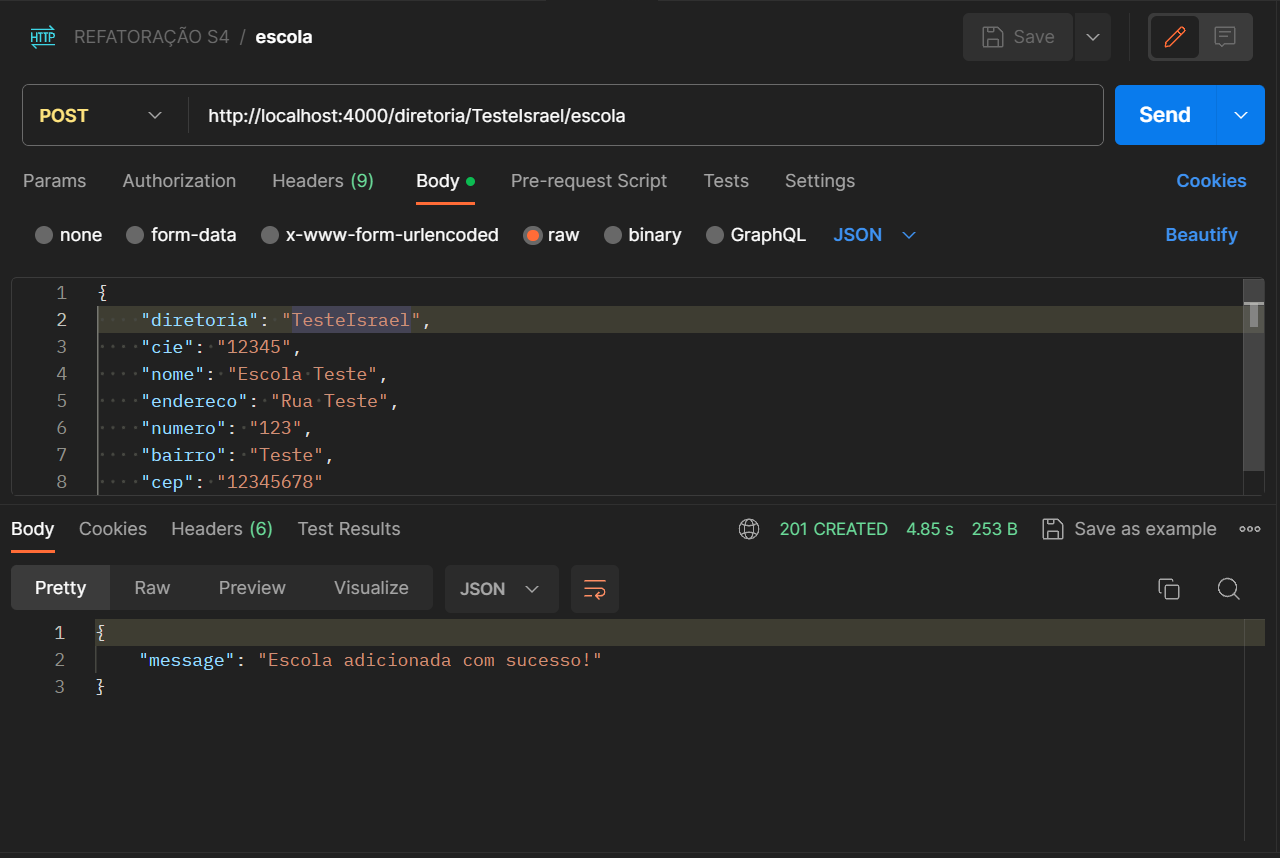 HTTP REFATORAÇÃO S4 / escola Save
POST http://localhost:4000/diretoria/TesteIsrael/escola Send
Params Authorization Headers (9) Body Pre-request Script Tests Settings Cookies
none form-data x-www-form-urlencoded raw binary GraphQL JSON Beautify
1 {
2 "diretoria": "TesteIsrael",
3 "cie": "12345",
4 "nome": "Escola Teste",
5 "endereco": "Rua Teste",
6 "numero": "123",
7 "bairro": "Teste",
8 "cep": "12345678"
Body Cookies Headers (6) Test Results 201 CREATED 4.85 s 253 B Save as example
Pretty Raw Preview Visualize JSON
1 {
2 "message": "Escola adicionada com sucesso!"
3 }